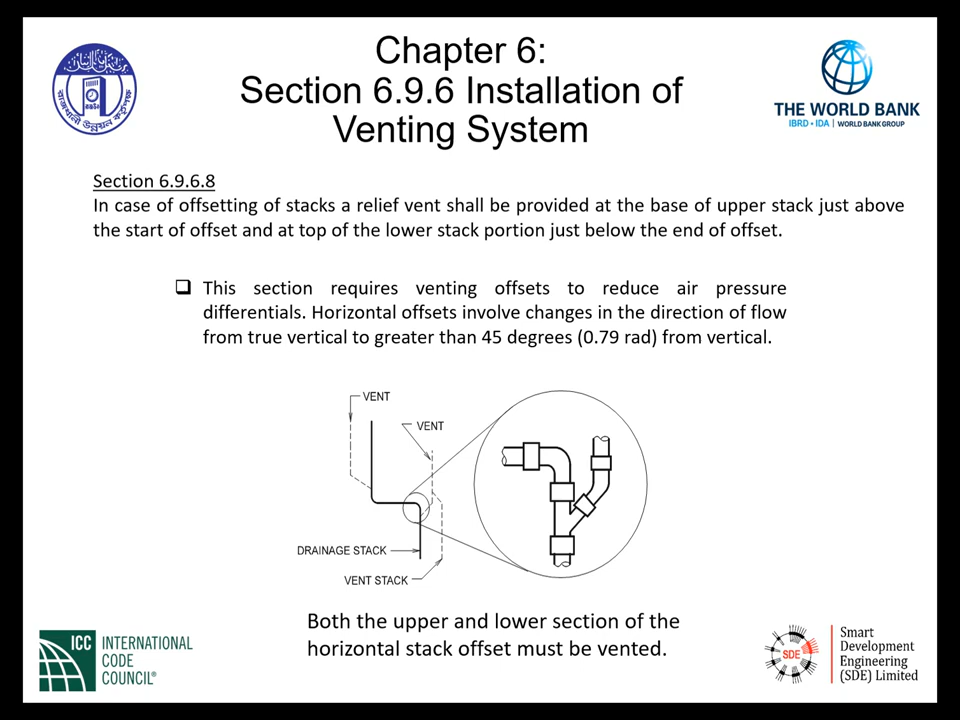 Chapter 6:
Section 6.9.6 Installation of
Venting System
রাজধানী উন্নয়ন কর্তৃপক্ষ
THE WORLD BANK
IBRD • IDA | WORLD BANK GROUP
Section 6.9.6.8
In case of offsetting of stacks a relief vent shall be provided at the base of upper stack just above
the start of offset and at top of the lower stack portion just below the end of offset.
❑ This section requires venting offsets to reduce air pressure
differentials. Horizontal offsets involve changes in the direction of flow
from true vertical to greater than 45 degrees (0.79 rad) from vertical.
VENT
VENT
DRAINAGE STACK
VENT STACK
Both the upper and lower section of the
horizontal stack offset must be vented.
ICC INTERNATIONAL
CODE
COUNCIL®
SDE
Smart
Development
Engineering
(SDE) Limited